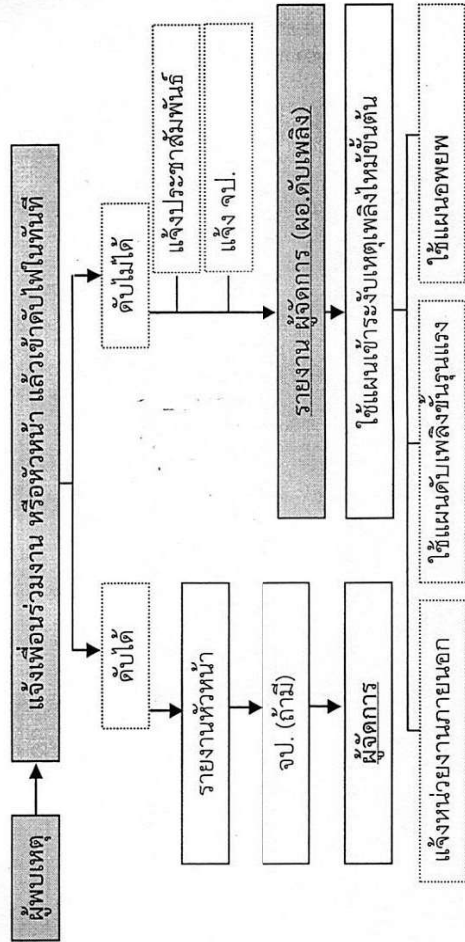 ผู้พบเหตุ
แจ้งเพื่อนร่วมงาน หรือหัวหน้า แล้วเข้าดับไฟในทันที
ดับได้
ดับไม่ได้
รายงานหัวหน้า
แจ้งประชาสัมพันธ์
จป. (ถ้ามี)
แจ้ง จป.
ผู้จัดการ
รายงาน ผู้จัดการ (ผอ.ดับเพลิง)
ใช้แผนเข้าระงับเหตุเพลิงไหม้ขั้นต้น
แจ้งหน่วยงานภายนอก
ใช้แผนดับเพลิงขั้นรุนแรง
ใช้แผนอพยพ